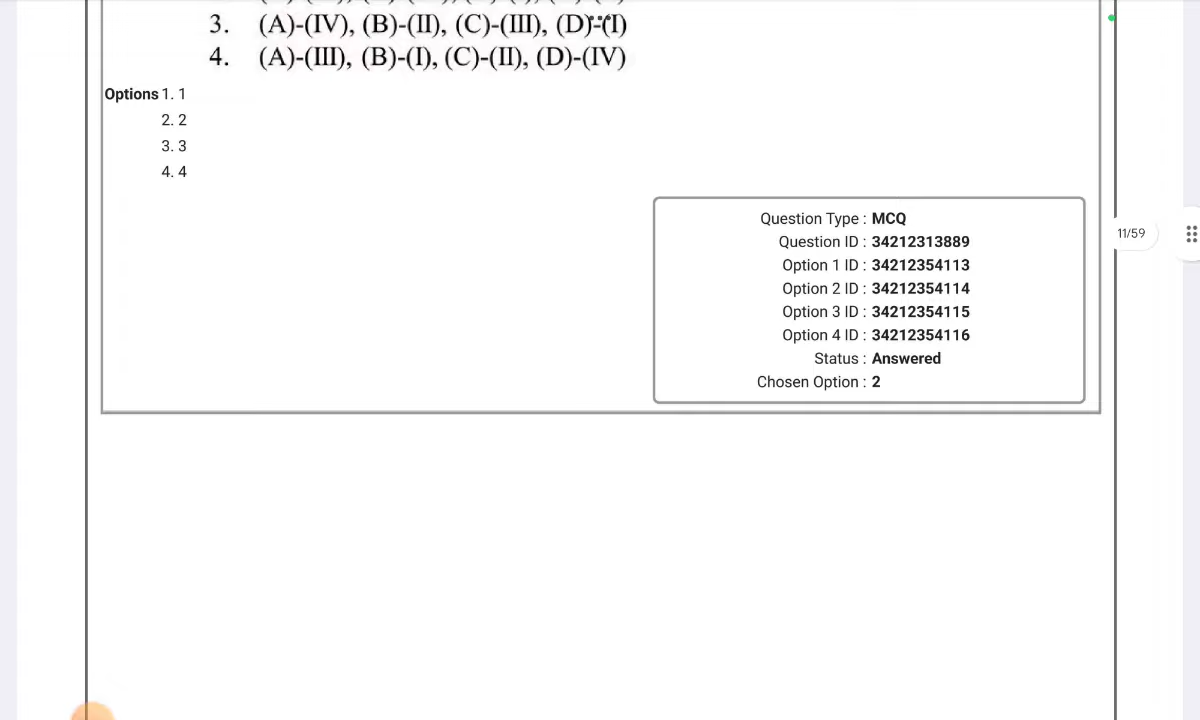 3. (A)-(IV), (B)-(II), (C)-(III), (D)-(I)
4. (A)-(III), (B)-(I), (C)-(II), (D)-(IV)
Options 1. 1
2. 2
3. 3
4. 4
Question Type : MCQ
Question ID : 34212313889
Option 1 ID : 34212354113
Option 2 ID : 34212354114
Option 3 ID : 34212354115
Option 4 ID : 34212354116
Status : Answered
Chosen Option : 2
11/59